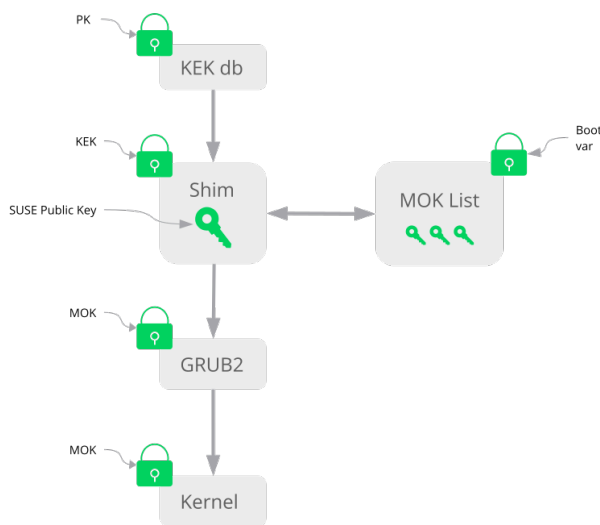 PK
KEK db
KEK
Shim
SUSE Public Key
Boot
var
MOK List
MOK
GRUB2
MOK
Kernel